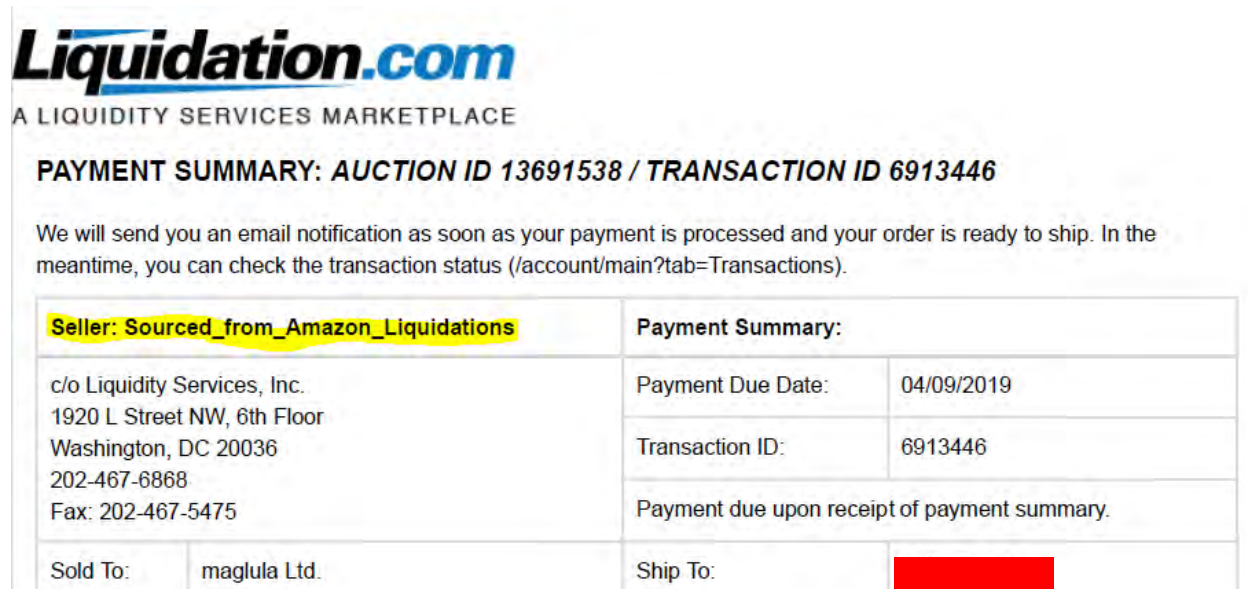 Liquidation.com
A LIQUIDITY SERVICES MARKETPLACE
PAYMENT SUMMARY: AUCTION ID 13691538 / TRANSACTION ID 6913446
We will send you an email notification as soon as your payment is processed and your order is ready to ship. In the
meantime, you can check the transaction status (/account/main?tab=Transactions).
Seller: Sourced_from_Amazon_Liquidations
Payment Summary:
c/o Liquidity Services, Inc.
1920 L Street NW, 6th Floor
Washington, DC 20036
202-467-6868
Fax: 202-467-5475
Payment Due Date: 04/09/2019
Transaction ID: 6913446
Payment due upon receipt of payment summary.
Sold To: maglula Ltd.
Ship To: